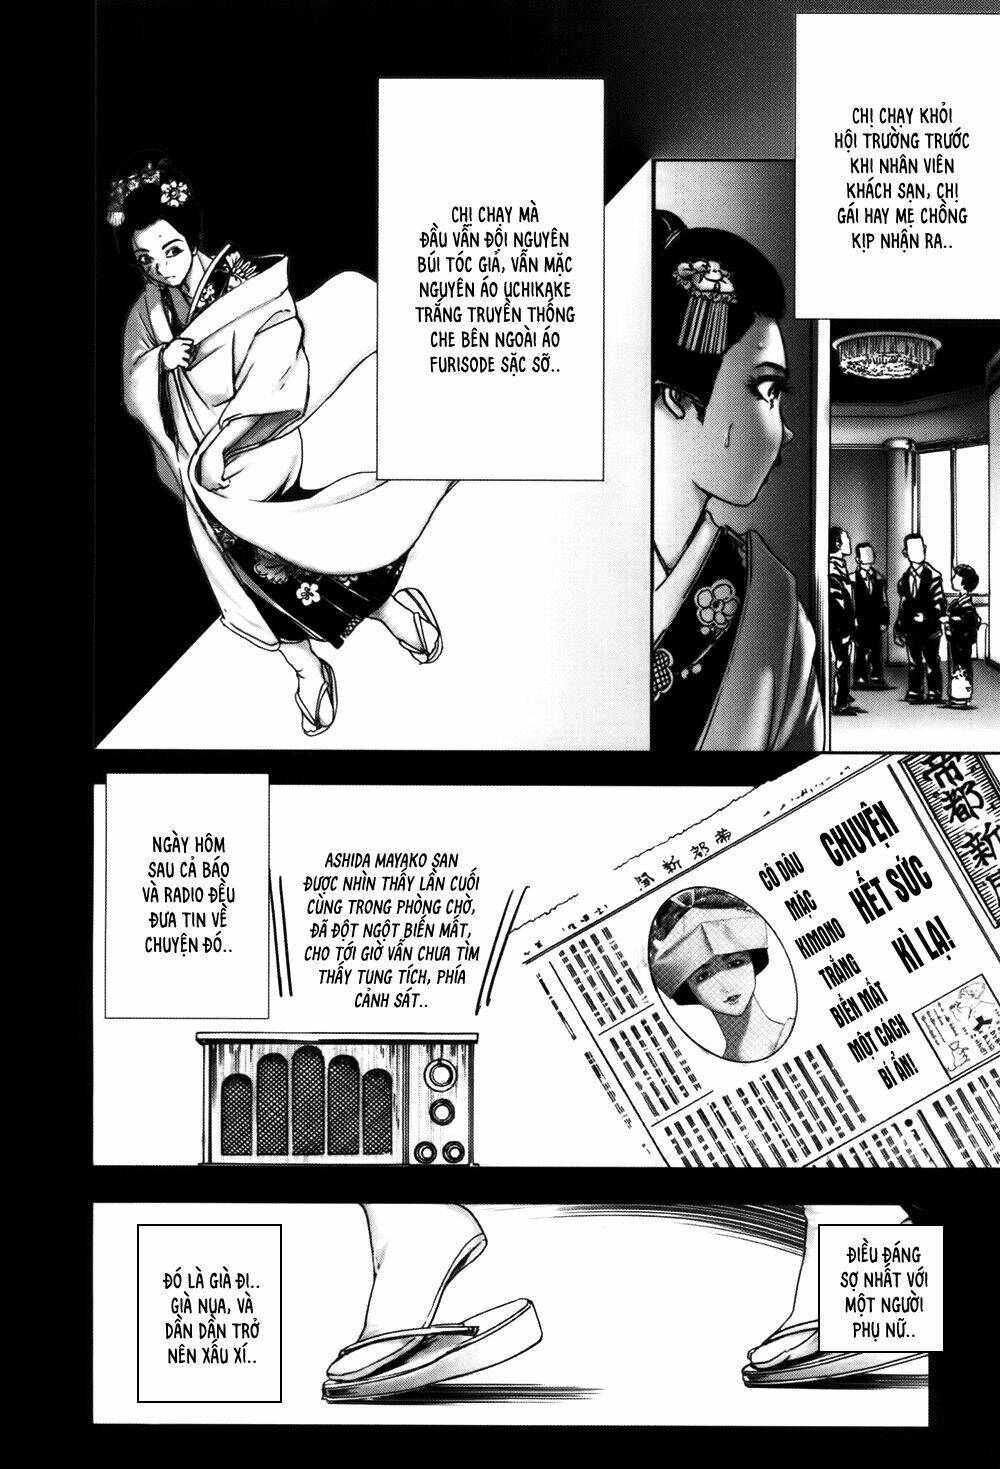 CHỊ CHẠY KHỎI
HỘI TRƯỜNG TRƯỚC
KHI NHÂN VIÊN
KHÁCH SẠN, CHỊ
GÁI HAY MẸ CHỒNG
KỊP NHẬN RA..
CHỊ CHẠY MÀ
ĐẦU VẪN ĐỘI NGUYÊN
BÚI TÓC GIẢ, VẪN MẶC
NGUYÊN ÁO UCHIKAKE
TRẮNG TRUYỀN THỐNG
CHE BÊN NGOÀI ÁO
FURISODE SẶC SỠ..
帝都新
帝都新聞
CHUYỆN
HẾT SỨC
KÌ LẠ!
CÔ DÂU
MẶC
KIMONO
TRẮNG
BIẾN MẤT
MỘT CÁCH
BÍ ẨN!
ASHIDA MAYAKO SAN
ĐƯỢC NHÌN THẤY LẦN CUỐI
CÙNG TRONG PHÒNG CHỜ,
ĐÃ ĐỘT NGỘT BIẾN MẤT,
CHO TỚI GIỜ VẪN CHƯA TÌM
THẤY TUNG TÍCH, PHÍA
CẢNH SÁT..
NGÀY HÔM
SAU CẢ BÁO
VÀ RADIO ĐỀU
ĐƯA TIN VỀ
CHUYỆN ĐÓ..
ĐIỀU ĐÁNG
SỢ NHẤT VỚI
MỘT NGƯỜI
PHỤ NỮ..
ĐÓ LÀ GIÀ ĐI..
GIÀ NUA, VÀ
DẦN DẦN TRỞ
NÊN XẤU XÍ..